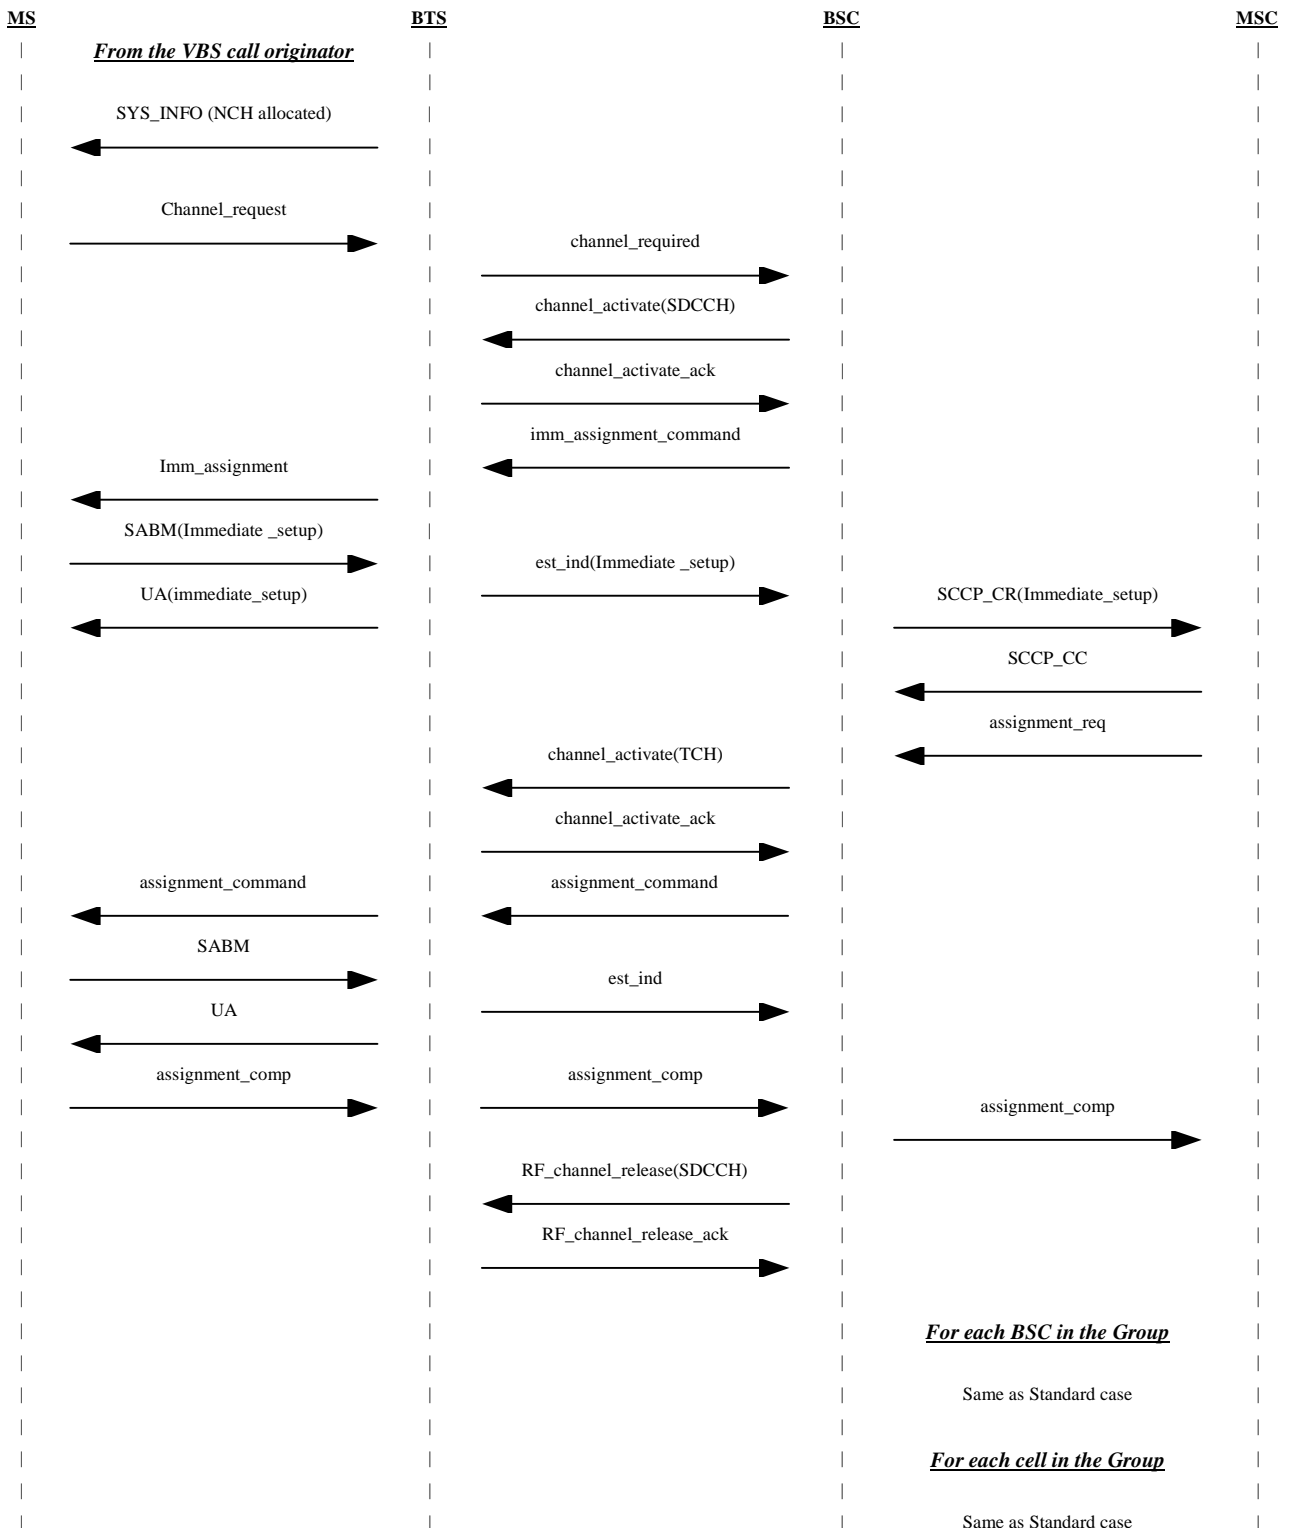 MS BTS BSC MSC
From the VBS call originator
SYS_INFO (NCH allocated)
Channel_request
channel_required
channel_activate(SDCCH)
channel_activate_ack
imm_assignment_command
Imm_assignment
SABM(Immediate _setup)
est_ind(Immediate _setup)
UA(immediate_setup) SCCP_CR(Immediate_setup)
SCCP_CC
assignment_req
channel_activate(TCH)
channel_activate_ack
assignment_command assignment_command
SABM
est_ind
UA
assignment_comp assignment_comp
assignment_comp
RF_channel_release(SDCCH)
RF_channel_release_ack
For each BSC in the Group
Same as Standard case
For each cell in the Group
Same as Standard case